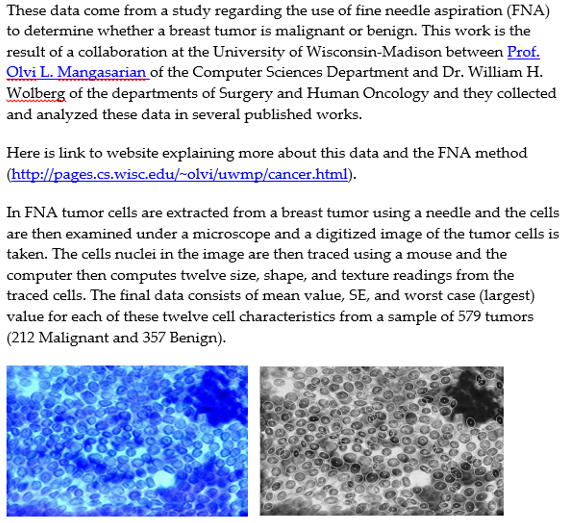 These data come from a study regarding the use of fine needle aspiration (FNA)
to determine whether a breast tumor is malignant or benign. This work is the
result of a collaboration at the University of Wisconsin-Madison between Prof.
Olvi L. Mangasarian of the Computer Sciences Department and Dr. William H.
Wolberg of the departments of Surgery and Human Oncology and they collected
and analyzed these data in several published works.
Here is link to website explaining more about this data and the FNA method
(http://pages.cs.wisc.edu/~olvi/uwmp/cancer.html).
In FNA tumor cells are extracted from a breast tumor using a needle and the cells
are then examined under a microscope and a digitized image of the tumor cells is
taken. The cells nuclei in the image are then traced using a mouse and the
computer then computes twelve size, shape, and texture readings from the
traced cells. The final data consists of mean value, SE, and worst case (largest)
value for each of these twelve cell characteristics from a sample of 579 tumors
(212 Malignant and 357 Benign).